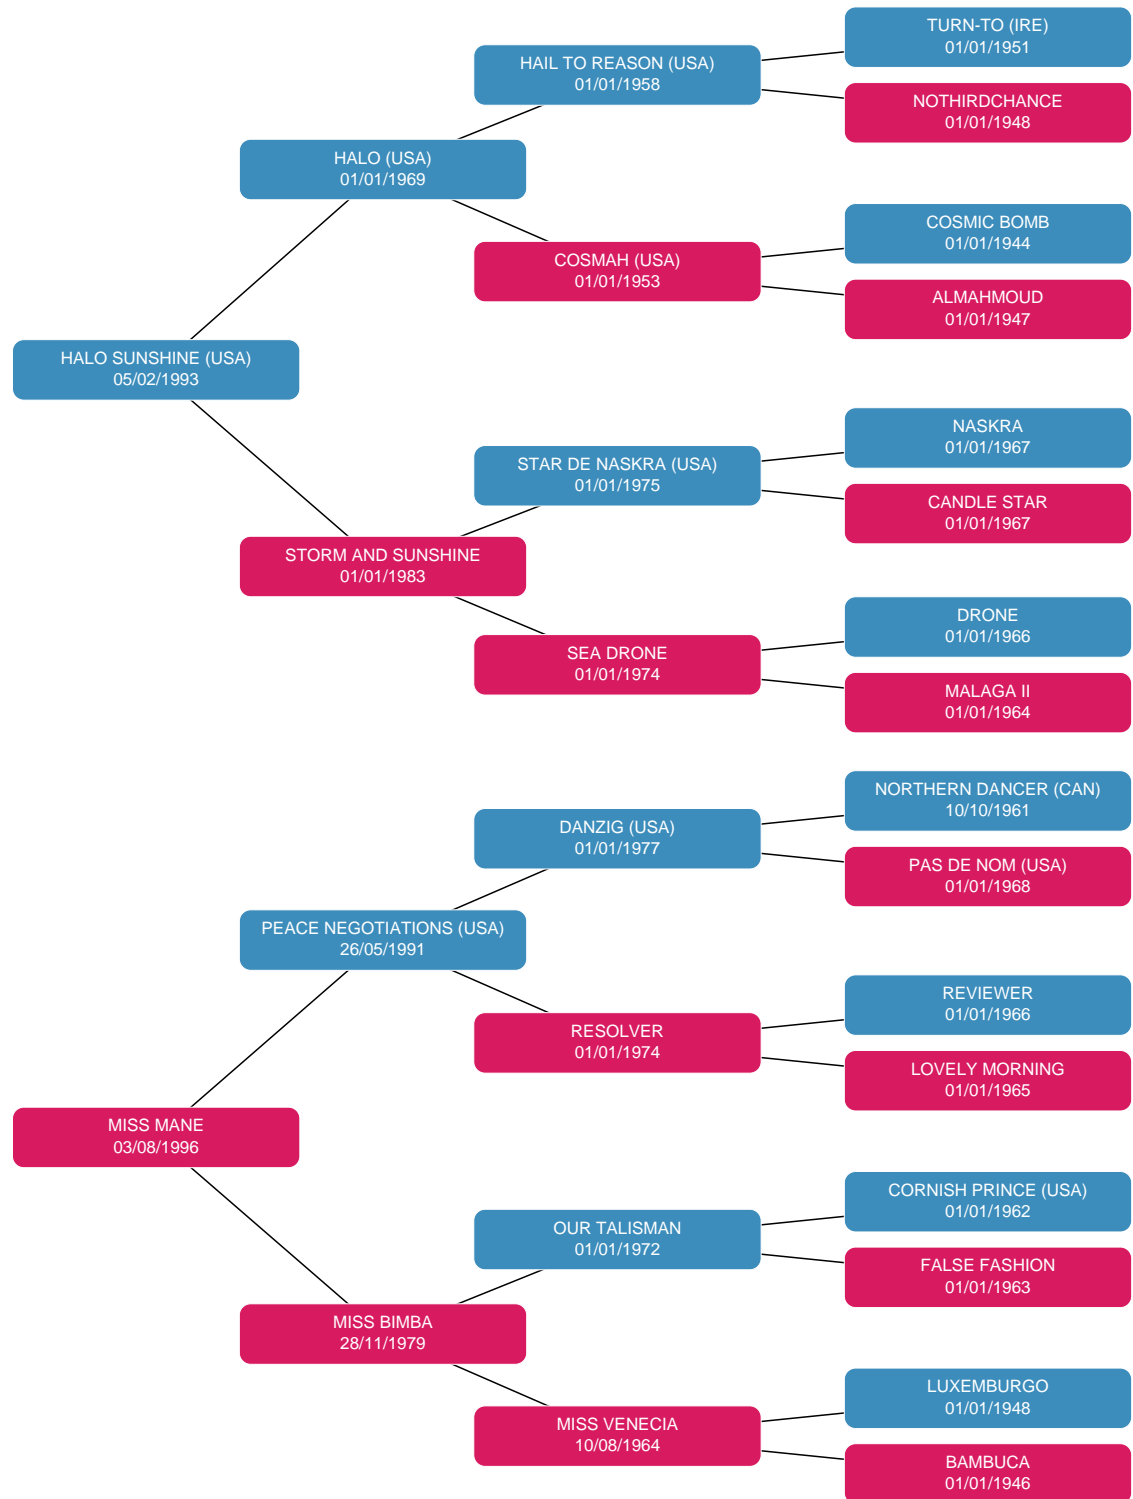 TURN-TO (IRE)
01/01/1951
HAIL TO REASON (USA)
01/01/1958
NOTHIRDCHANCE
01/01/1948
HALO (USA)
01/01/1969
COSMIC BOMB
01/01/1944
COSMAH (USA)
01/01/1953
ALMAHMOUD
01/01/1947
HALO SUNSHINE (USA)
05/02/1993
NASKRA
01/01/1967
STAR DE NASKRA (USA)
01/01/1975
CANDLE STAR
01/01/1967
STORM AND SUNSHINE
01/01/1983
DRONE
01/01/1966
SEA DRONE
01/01/1974
MALAGA II
01/01/1964
NORTHERN DANCER (CAN)
10/10/1961
DANZIG (USA)
01/01/1977
PAS DE NOM (USA)
01/01/1968
PEACE NEGOTIATIONS (USA)
26/05/1991
REVIEWER
01/01/1966
RESOLVER
01/01/1974
LOVELY MORNING
01/01/1965
MISS MANE
03/08/1996
CORNISH PRINCE (USA)
01/01/1962
OUR TALISMAN
01/01/1972
FALSE FASHION
01/01/1963
MISS BIMBA
28/11/1979
LUXEMBURGO
01/01/1948
MISS VENECIA
10/08/1964
BAMBUCA
01/01/1946